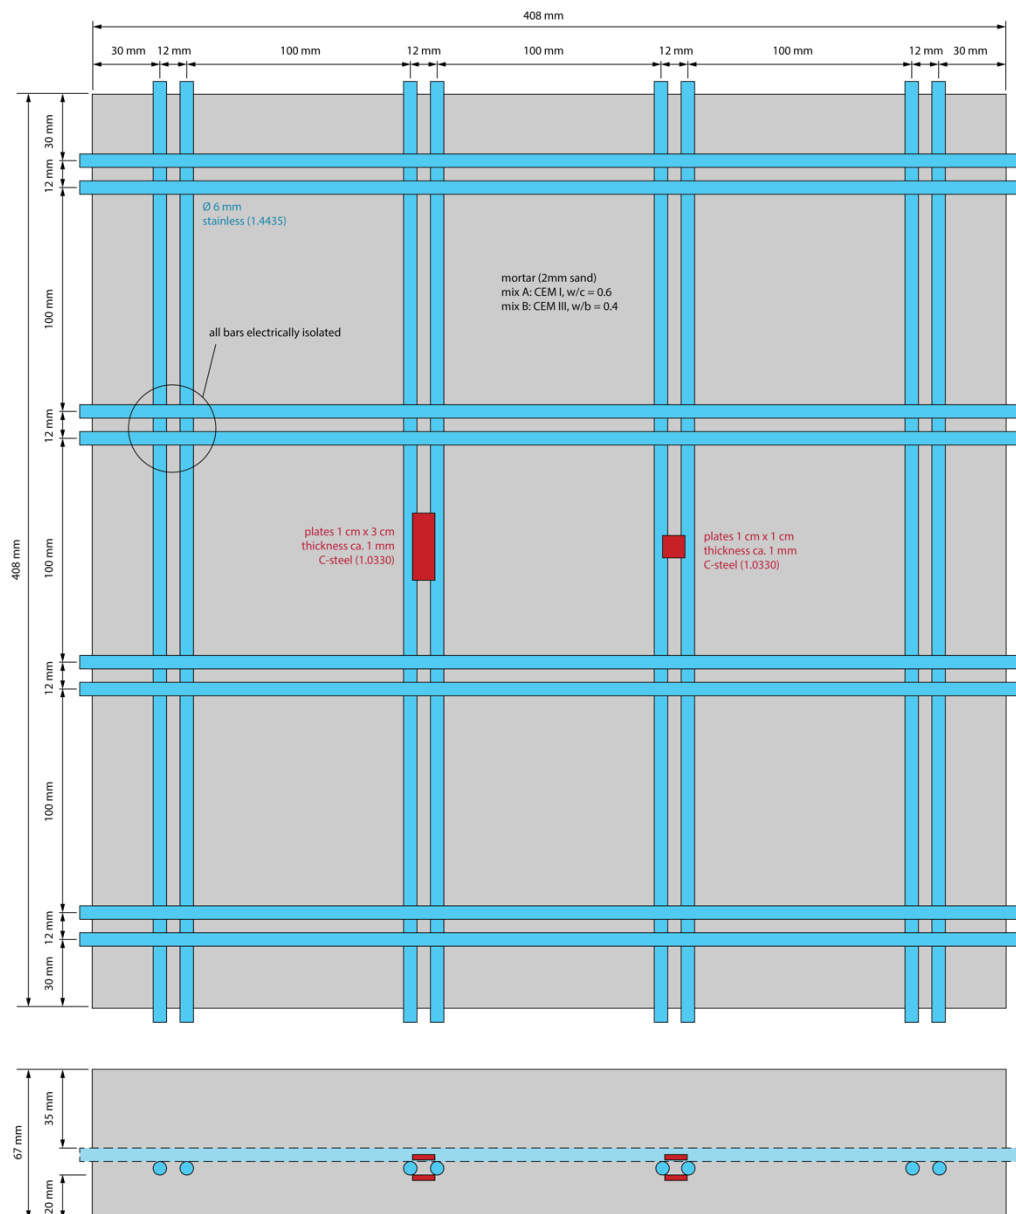 408 mm
30 mm 12 mm 100 mm 12 mm 100 mm 12 mm 100 mm 12 mm 30 mm
30 mm
12 mm
Ø 6 mm
stainless (1.4435)
mortar (2mm sand)
mix A: CEM I, w/c = 0.6
mix B: CEM III, w/b = 0.4
100 mm
all bars electrically isolated
12 mm
408 mm
100 mm
plates 1 cm x 3 cm
thickness ca. 1 mm
C-steel (1.0330)
plates 1 cm x 1 cm
thickness ca. 1 mm
C-steel (1.0330)
12 mm
100 mm
12 mm
30 mm
67 mm
35 mm
20 mm